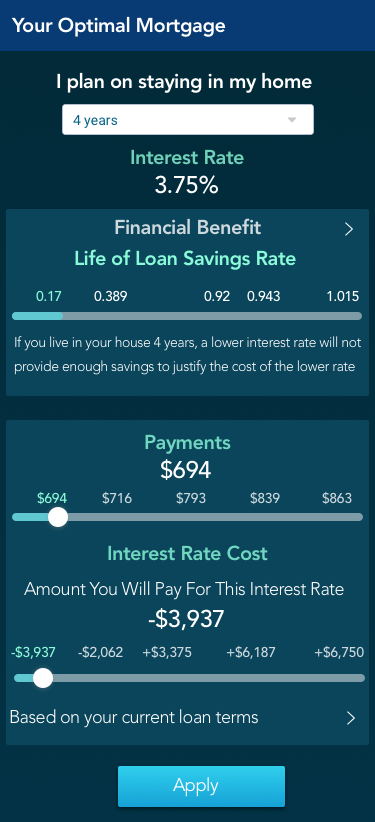 Your Optimal Mortgage
I plan on staying in my home
4 years
Interest Rate
3.75%
Financial Benefit
Life of Loan Savings Rate
0.17 0.389 0.92 0.943 1.015
If you live in your house 4 years, a lower interest rate will not
provide enough savings to justify the cost of the lower rate
Payments
$694
$694 $716 $793 $839 $863
Interest Rate Cost
Amount You Will Pay For This Interest Rate
-$3,937
-$3,937 -$2,062 +$3,375 +$6,187 +$6,750
Based on your current loan terms
Apply